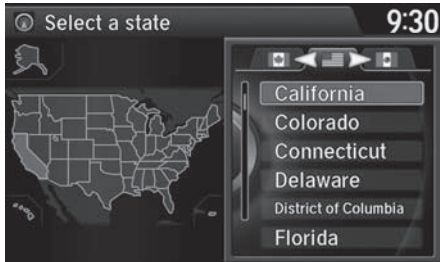 Select a state
9:30
California
Colorado
Connecticut
Delaware
District of Columbia
Florida